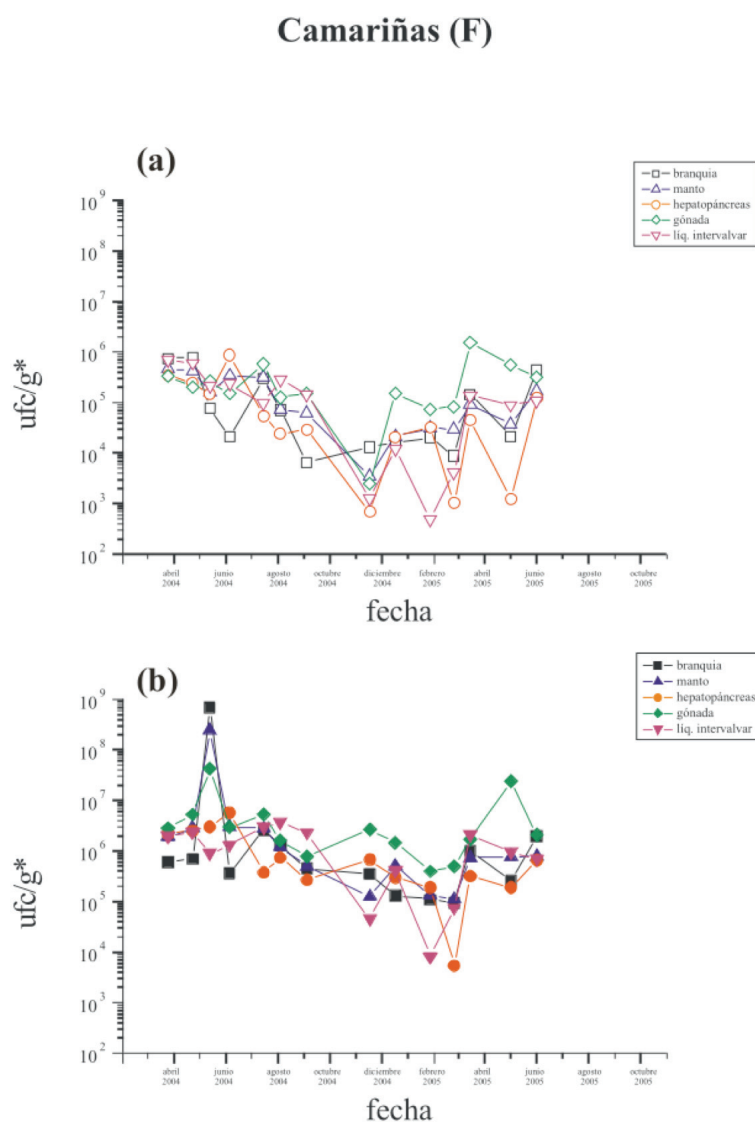 Camariñas (F)
(a)
branquia
manto
hepatopáncreas
gónada
líq. intervalvar
10⁹
10⁸
10⁷
10⁶
10⁵
10⁴
10³
10²
ufc/g*
abril 2004
junio 2004
agosto 2004
octubre 2004
diciembre 2004
febrero 2005
abril 2005
junio 2005
agosto 2005
octubre 2005
fecha
(b)
branquia
manto
hepatopáncreas
gónada
líq. intervalvar
10⁹
10⁸
10⁷
10⁶
10⁵
10⁴
10³
10²
ufc/g*
abril 2004
junio 2004
agosto 2004
octubre 2004
diciembre 2004
febrero 2005
abril 2005
junio 2005
agosto 2005
octubre 2005
fecha